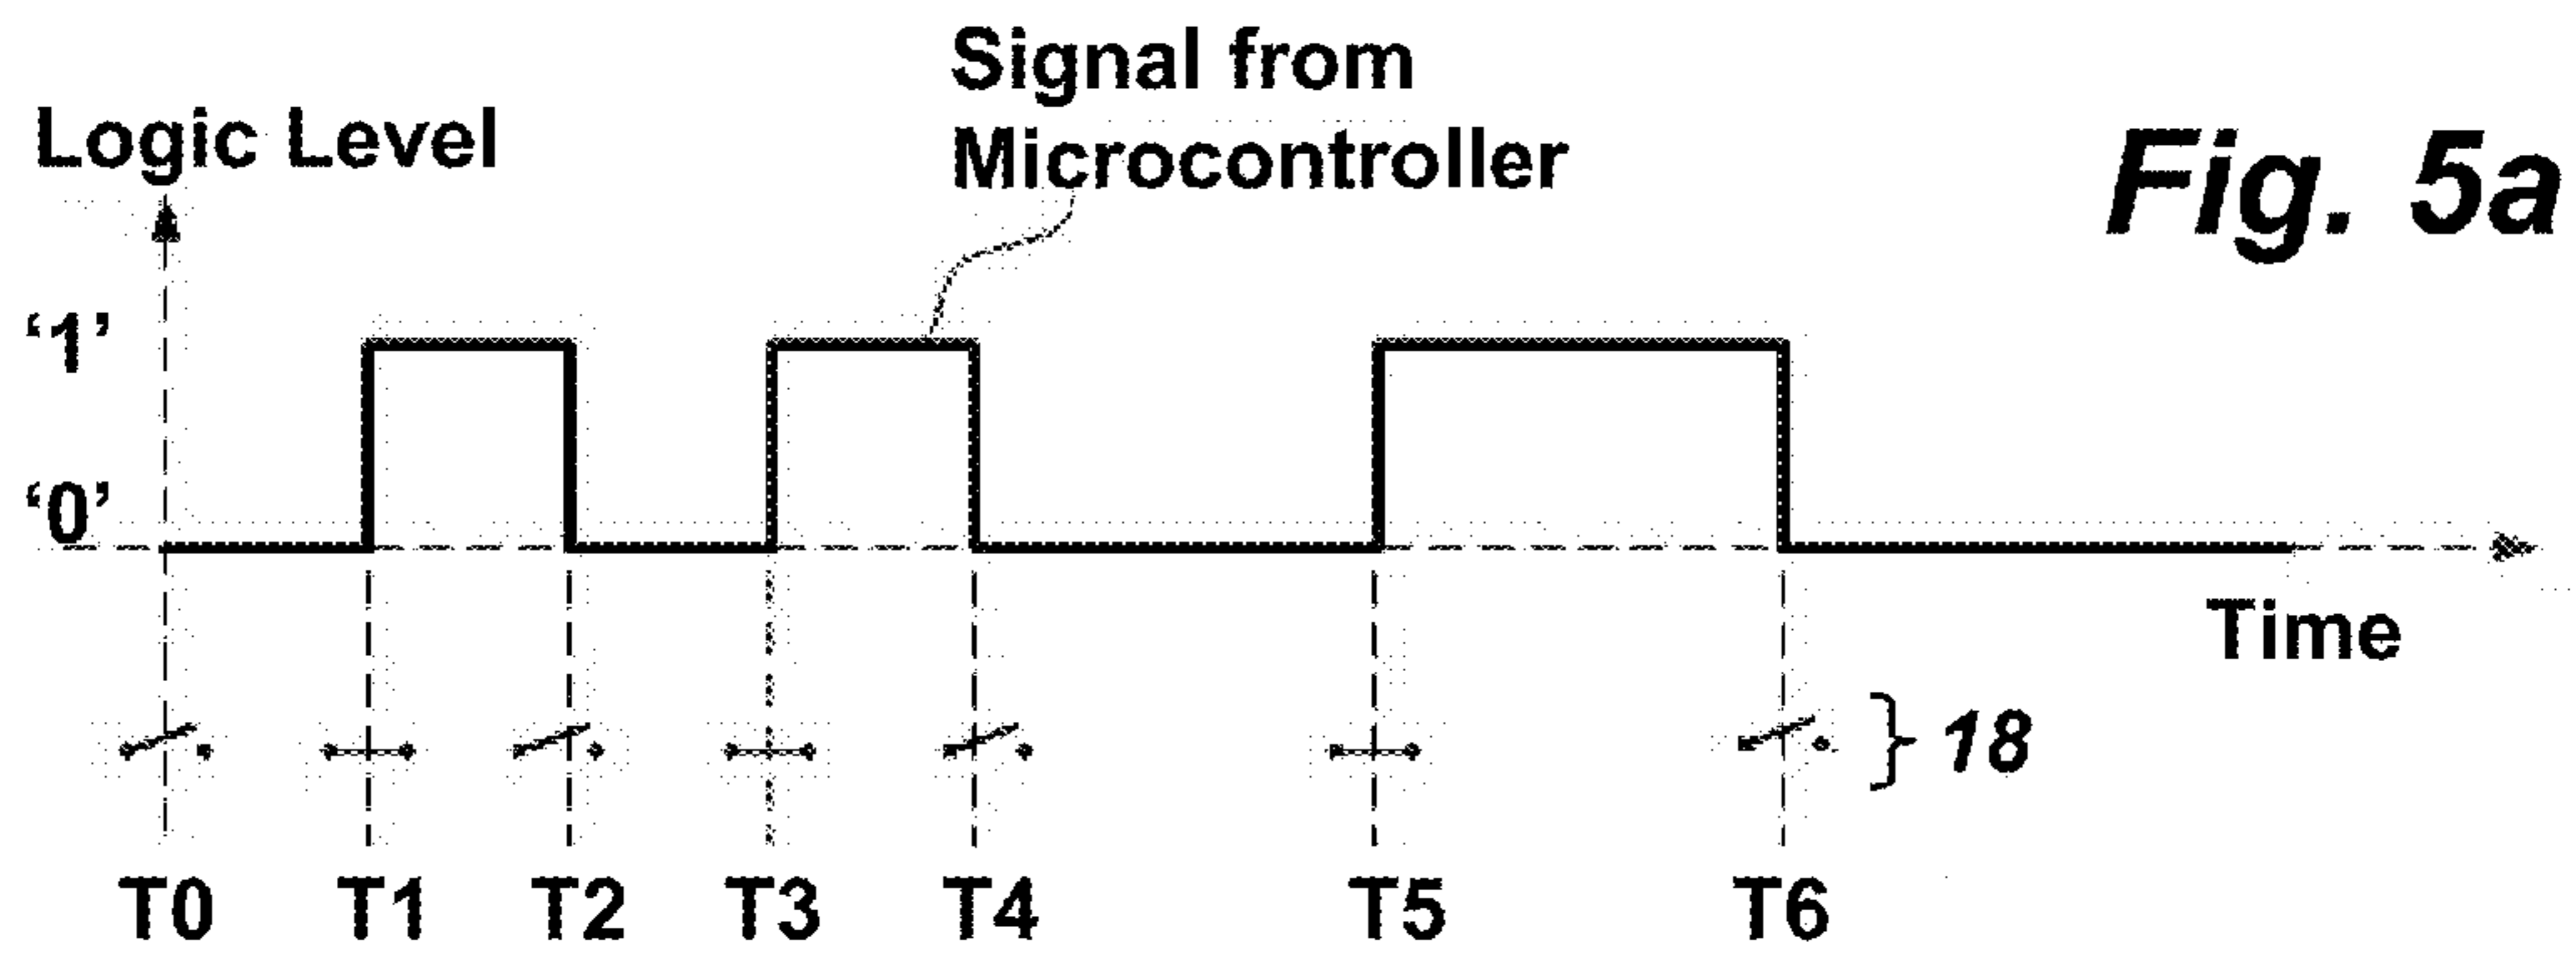 Signal from
Microcontroller
Logic Level
Fig. 5a
‘1’
‘0’
Time
18
T0 T1 T2 T3 T4 T5 T6